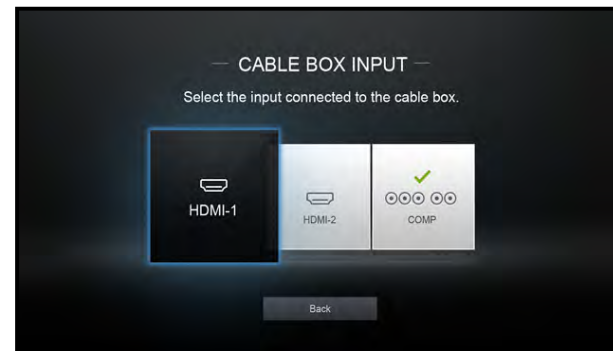 CABLE BOX INPUT
Select the input connected to the cable box.
HDMI-1
HDMI-2
COMP
Back